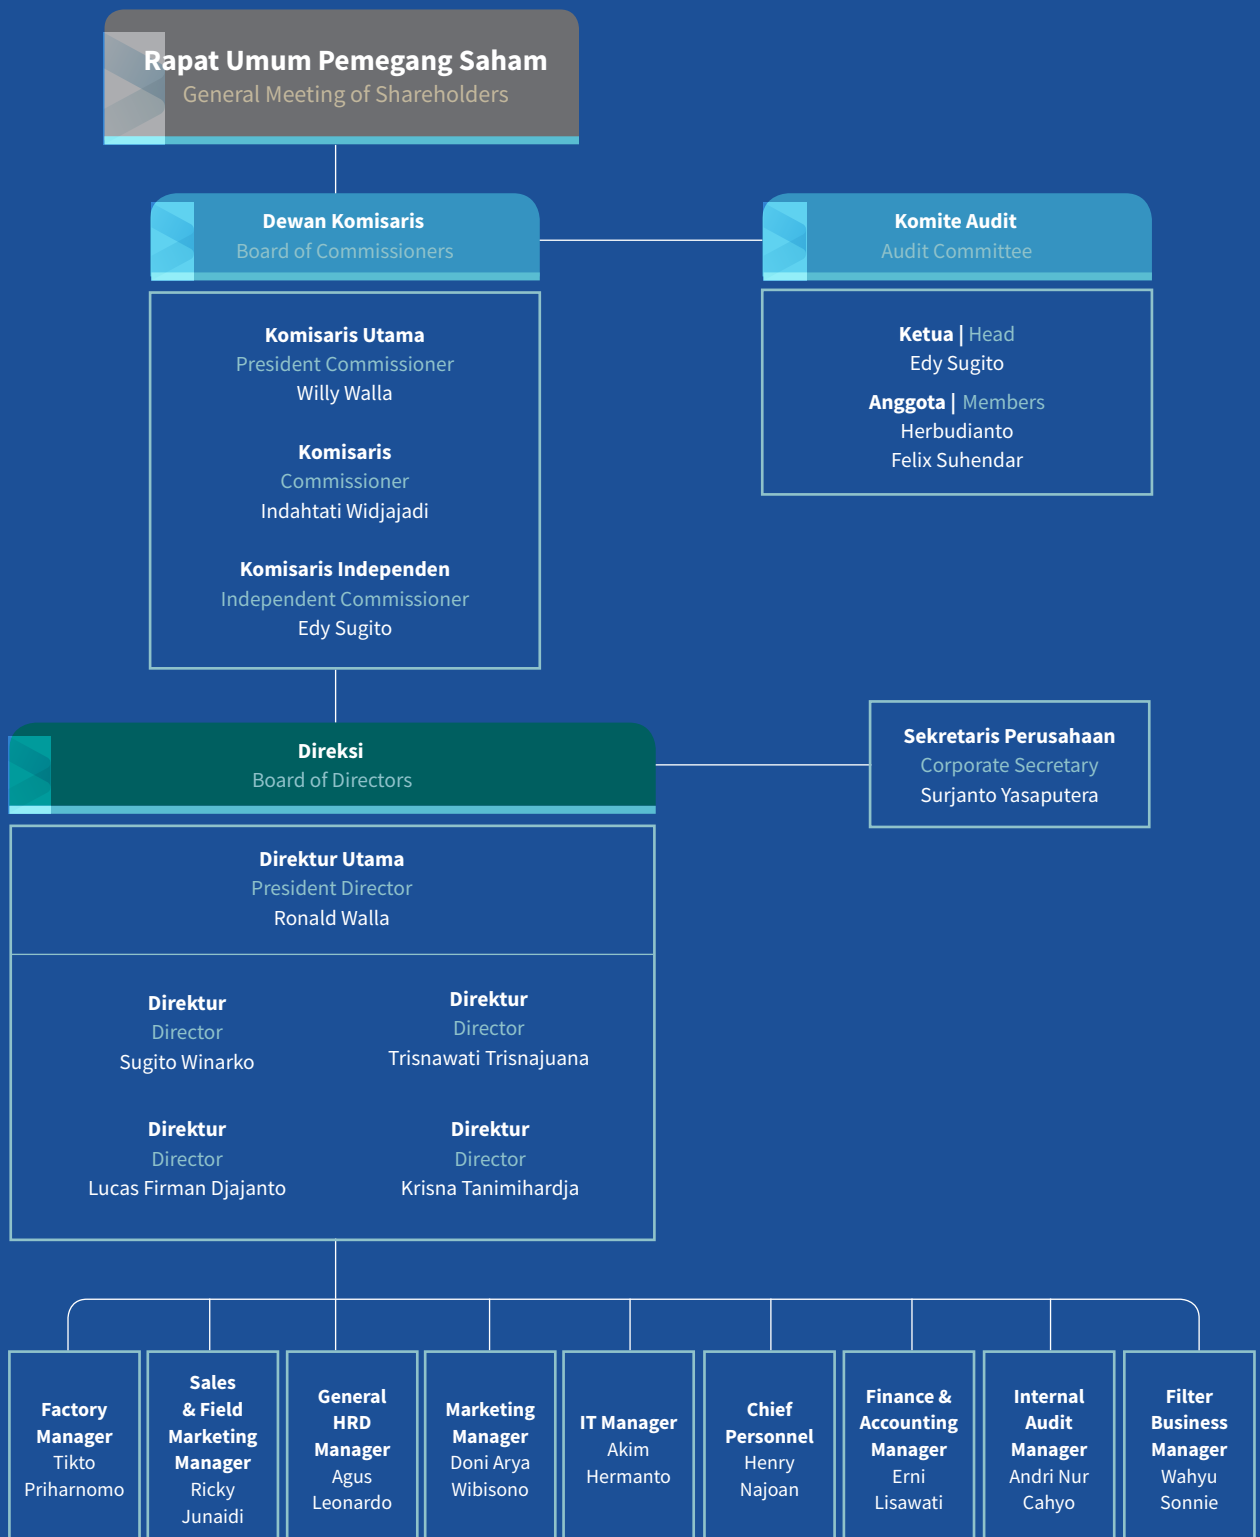 Rapat Umum Pemegang Saham
General Meeting of Shareholders
Dewan Komisaris
Board of Commissioners
Komisaris Utama
President Commissioner
Willy Walla
Komisaris
Commissioner
Indahtati Widjajadi
Komisaris Independen
Independent Commissioner
Edy Sugito
Komite Audit
Audit Committee
Ketua | Head
Edy Sugito
Anggota | Members
Herbudianto
Felix Suhendar
Direksi
Board of Directors
Sekretaris Perusahaan
Corporate Secretary
Surjanto Yasaputera
Direktur Utama
President Director
Ronald Walla
Direktur
Director
Sugito Winarko
Direktur
Director
Trisnawati Trisnajuana
Direktur
Director
Lucas Firman Djajanto
Direktur
Director
Krisna Tanimihardja
Factory
Manager
Tikto
Priharnomo
Sales
& Field
Marketing
Manager
Ricky
Junaidi
General
HRD
Manager
Agus
Leonardo
Marketing
Manager
Doni Arya
Wibisono
IT Manager
Akim
Hermanto
Chief
Personnel
Henry
Najoan
Finance &
Accounting
Manager
Erni
Lisawati
Internal
Audit
Manager
Andri Nur
Cahyo
Filter
Business
Manager
Wahyu
Sonnie